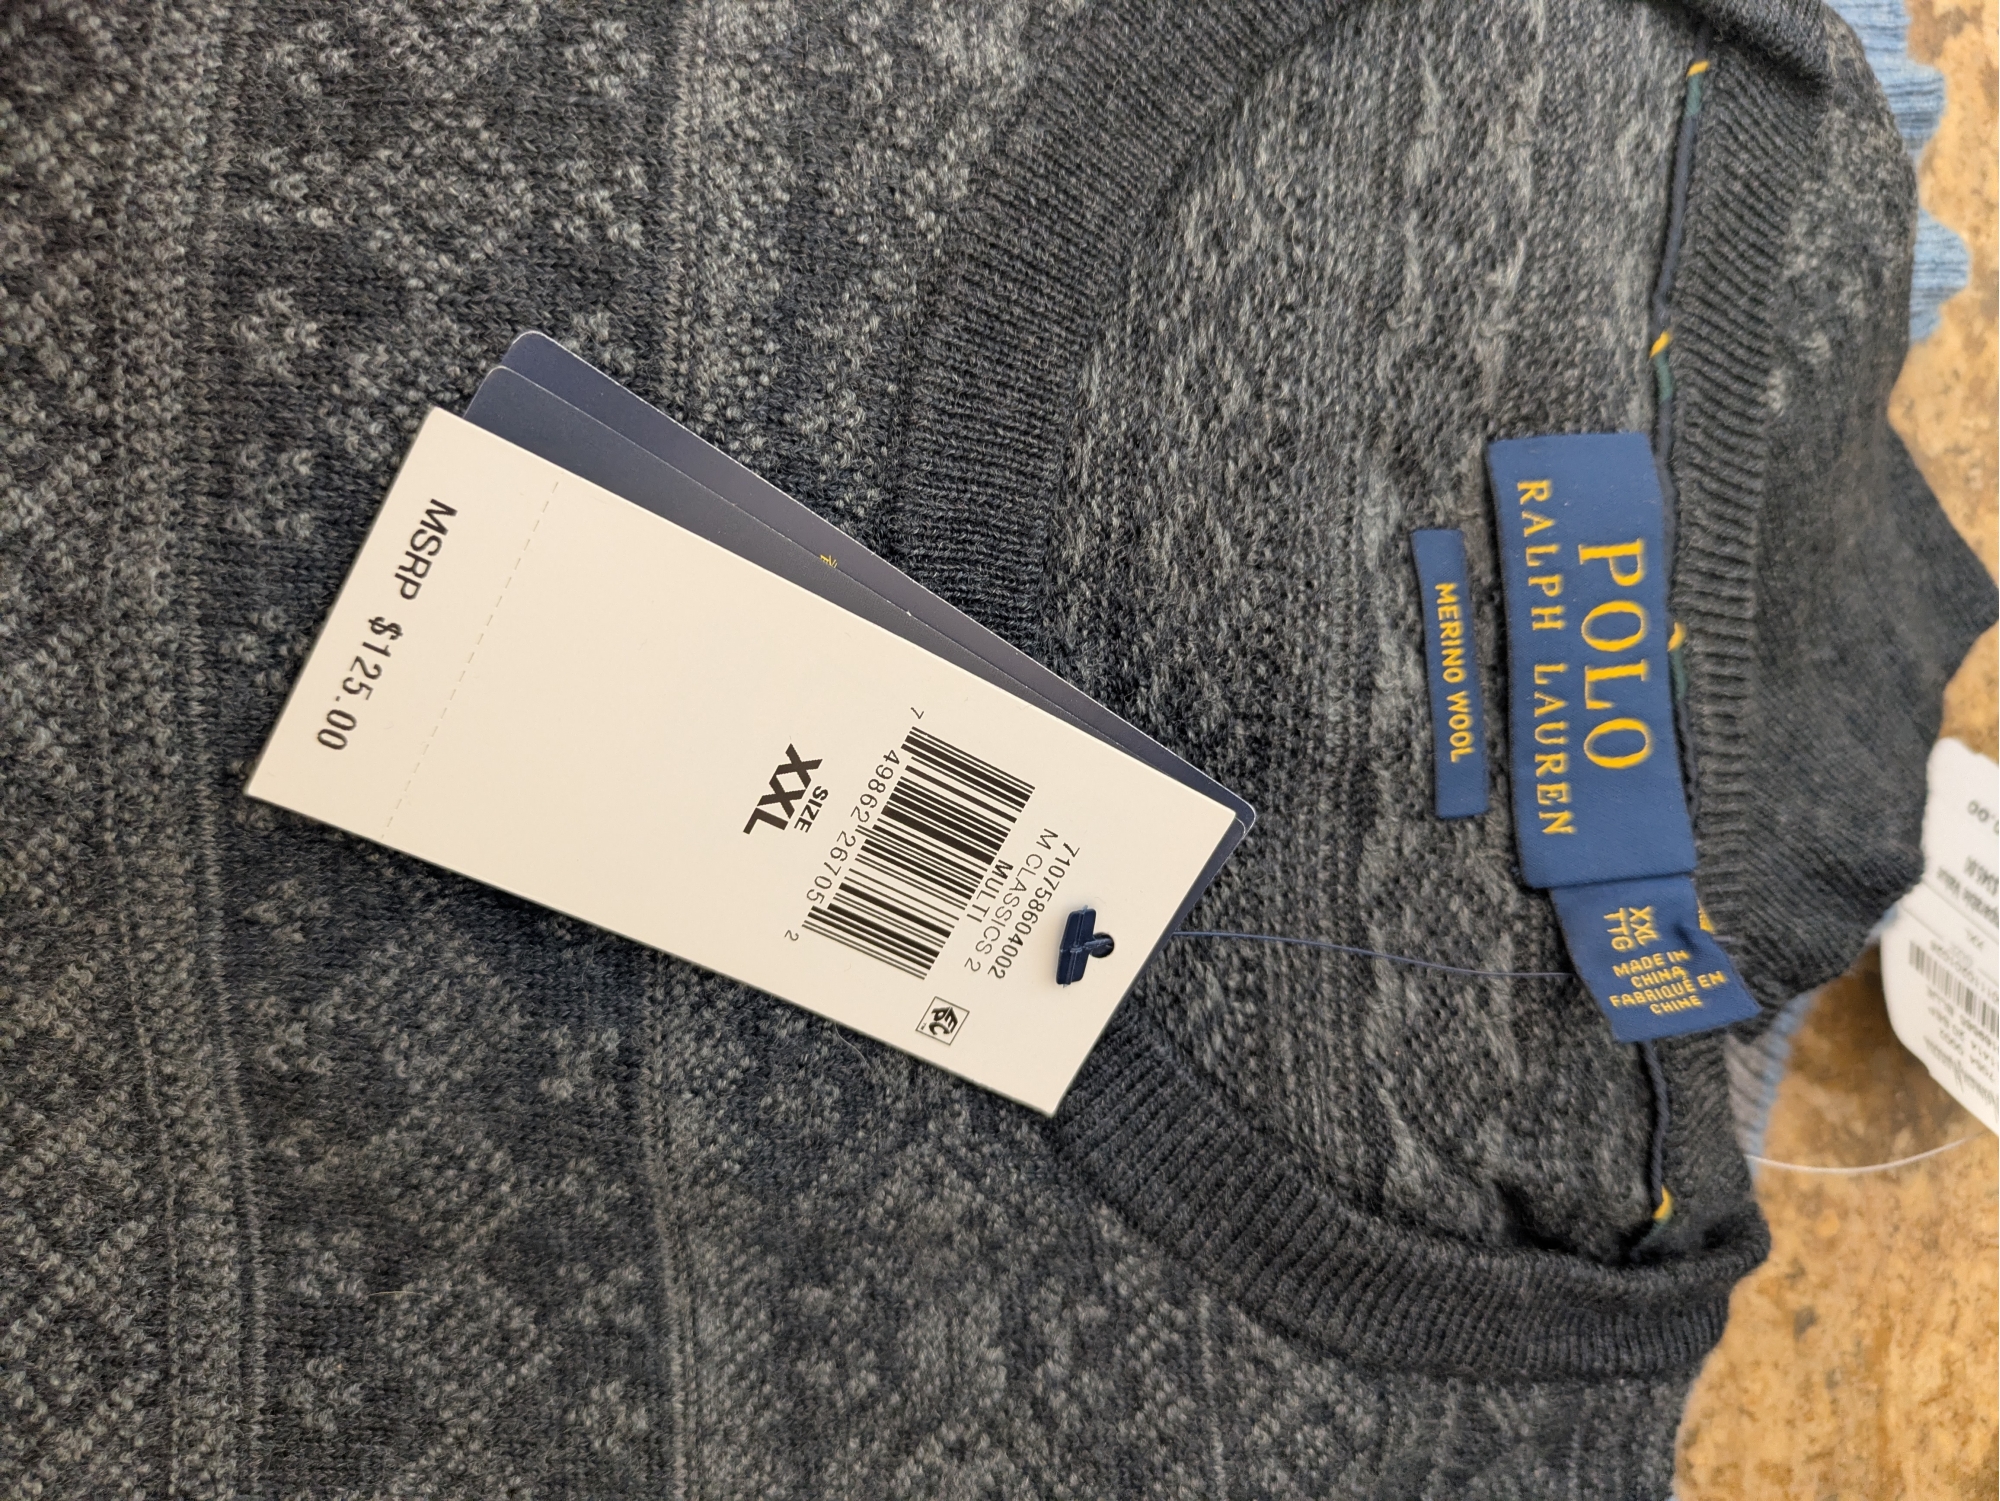 POLO
RALPH LAUREN
MERINO WOOL
XXL
TTG
MADE IN
CHINA
FABRIQUÉ EN
CHINE
710758604002
M CLASSICS 2
MULTI
7 49862 26705 2
SIZE
XXL
MSRP $125.00